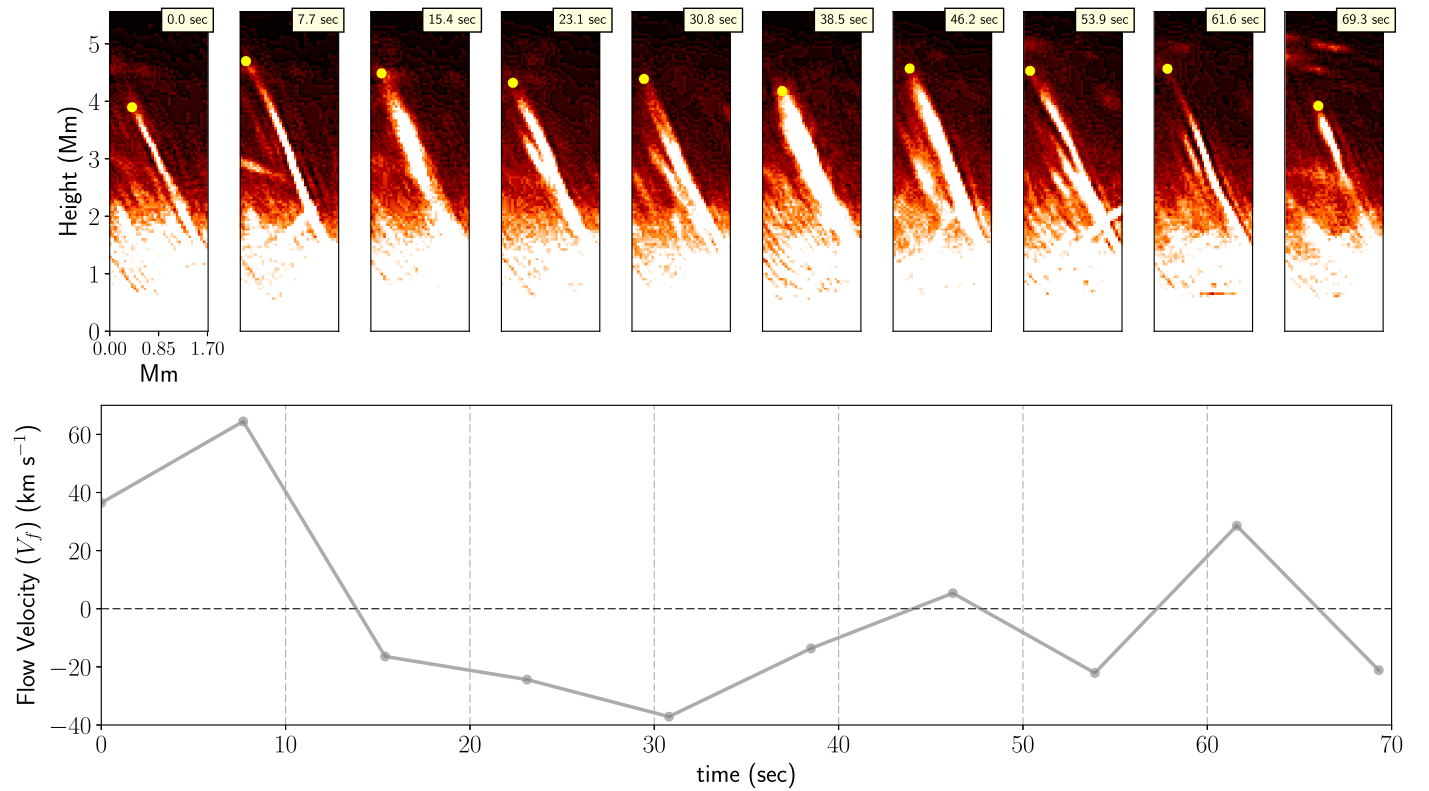 0.0 sec 7.7 sec 15.4 sec 23.1 sec 30.8 sec 38.5 sec 46.2 sec 53.9 sec 61.6 sec 69.3 sec
5
4
3
2
1
0
Height (Mm)
0.00 0.85 1.70
Mm
60
40
20
0
−20
−40
Flow Velocity (V_f) (km s⁻¹)
0 10 20 30 40 50 60 70
time (sec)